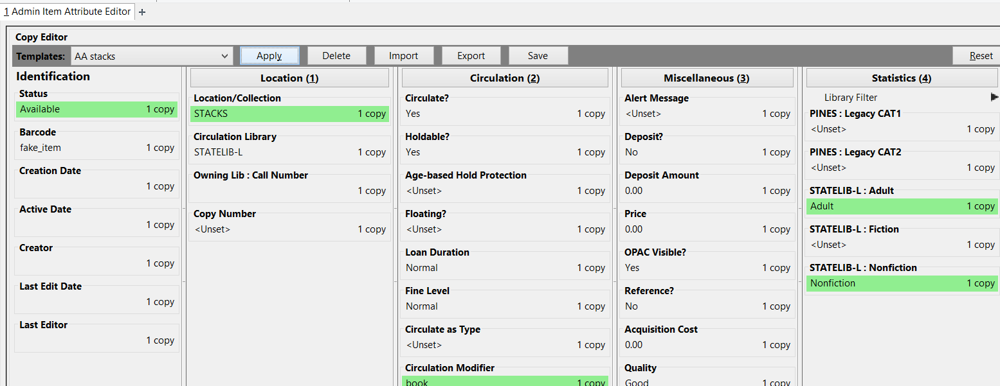 1 Admin Item Attribute Editor +
Copy Editor
Templates: AA stacks Apply Delete Import Export Save Reset
Identification
Status
Available 1 copy
Barcode
fake_item 1 copy
Creation Date
1 copy
Active Date
1 copy
Creator
1 copy
Last Edit Date
1 copy
Last Editor
1 copy
Location (1)
Location/Collection
STACKS 1 copy
Circulation Library
STATELIB-L 1 copy
Owning Lib : Call Number
1 copy
Copy Number
<Unset> 1 copy
Circulation (2)
Circulate?
Yes 1 copy
Holdable?
Yes 1 copy
Age-based Hold Protection
<Unset> 1 copy
Floating?
<Unset> 1 copy
Loan Duration
Normal 1 copy
Fine Level
Normal 1 copy
Circulate as Type
<Unset> 1 copy
Circulation Modifier
book 1 copy
Miscellaneous (3)
Alert Message
<Unset> 1 copy
Deposit?
No 1 copy
Deposit Amount
0.00 1 copy
Price
0.00 1 copy
OPAC Visible?
Yes 1 copy
Reference?
No 1 copy
Acquisition Cost
0.00 1 copy
Quality
Good 1 copy
Statistics (4)
Library Filter
PINES : Legacy CAT1
<Unset> 1 copy
PINES : Legacy CAT2
<Unset> 1 copy
STATELIB-L : Adult
Adult 1 copy
STATELIB-L : Fiction
<Unset> 1 copy
STATELIB-L : Nonfiction
Nonfiction 1 copy